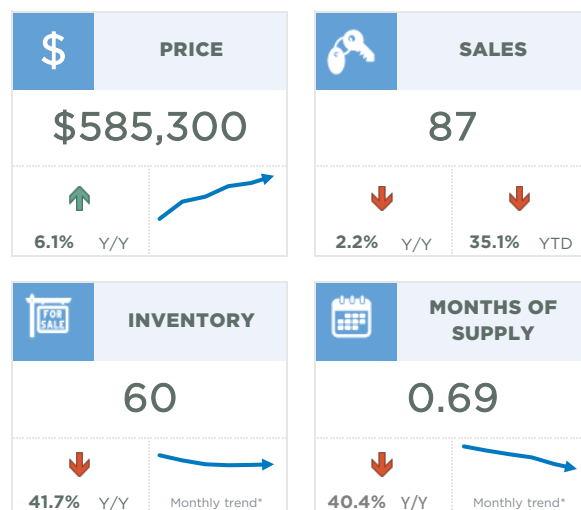 $
PRICE
$585,300
6.1% Y/Y
SALES
87
2.2% Y/Y
35.1% YTD
FOR
SALE
INVENTORY
60
41.7% Y/Y
Monthly trend*
MONTHS OF
SUPPLY
0.69
40.4% Y/Y
Monthly trend*